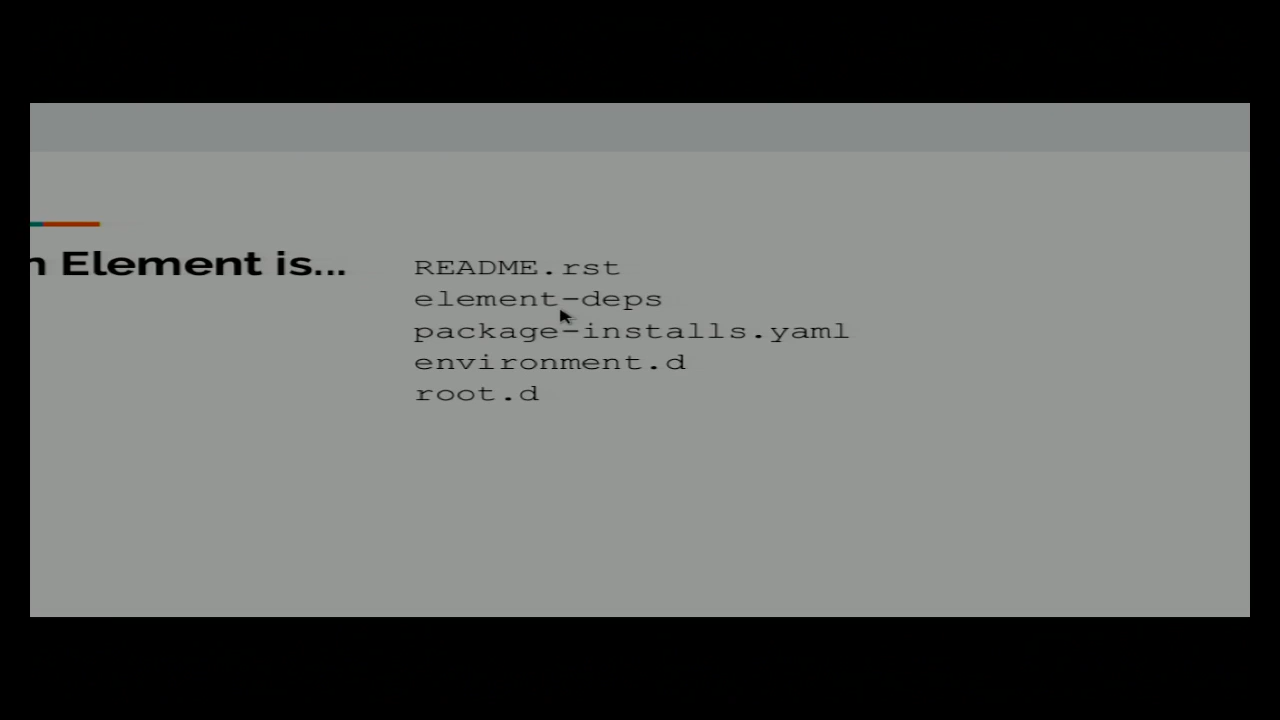 n Element is...
README.rst
element-deps
package-installs.yaml
environment.d
root.d